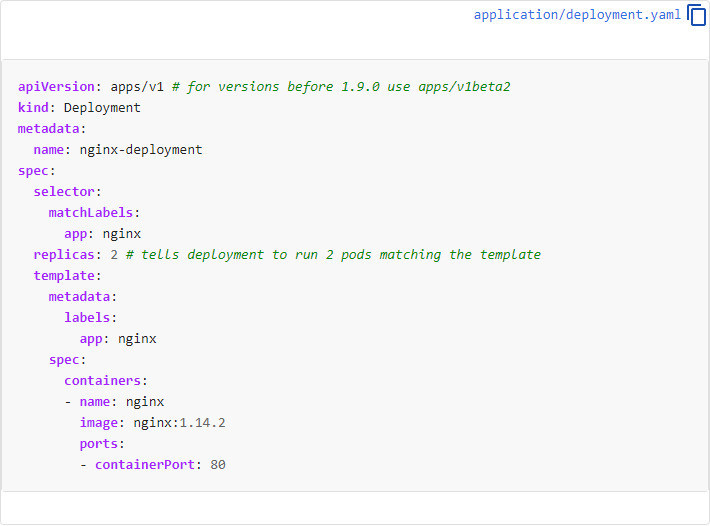 application/deployment.yaml
apiVersion: apps/v1 # for versions before 1.9.0 use apps/v1beta2
kind: Deployment
metadata:
  name: nginx-deployment
spec:
  selector:
    matchLabels:
      app: nginx
  replicas: 2 # tells deployment to run 2 pods matching the template
  template:
    metadata:
      labels:
        app: nginx
    spec:
      containers:
      - name: nginx
        image: nginx:1.14.2
        ports:
        - containerPort: 80